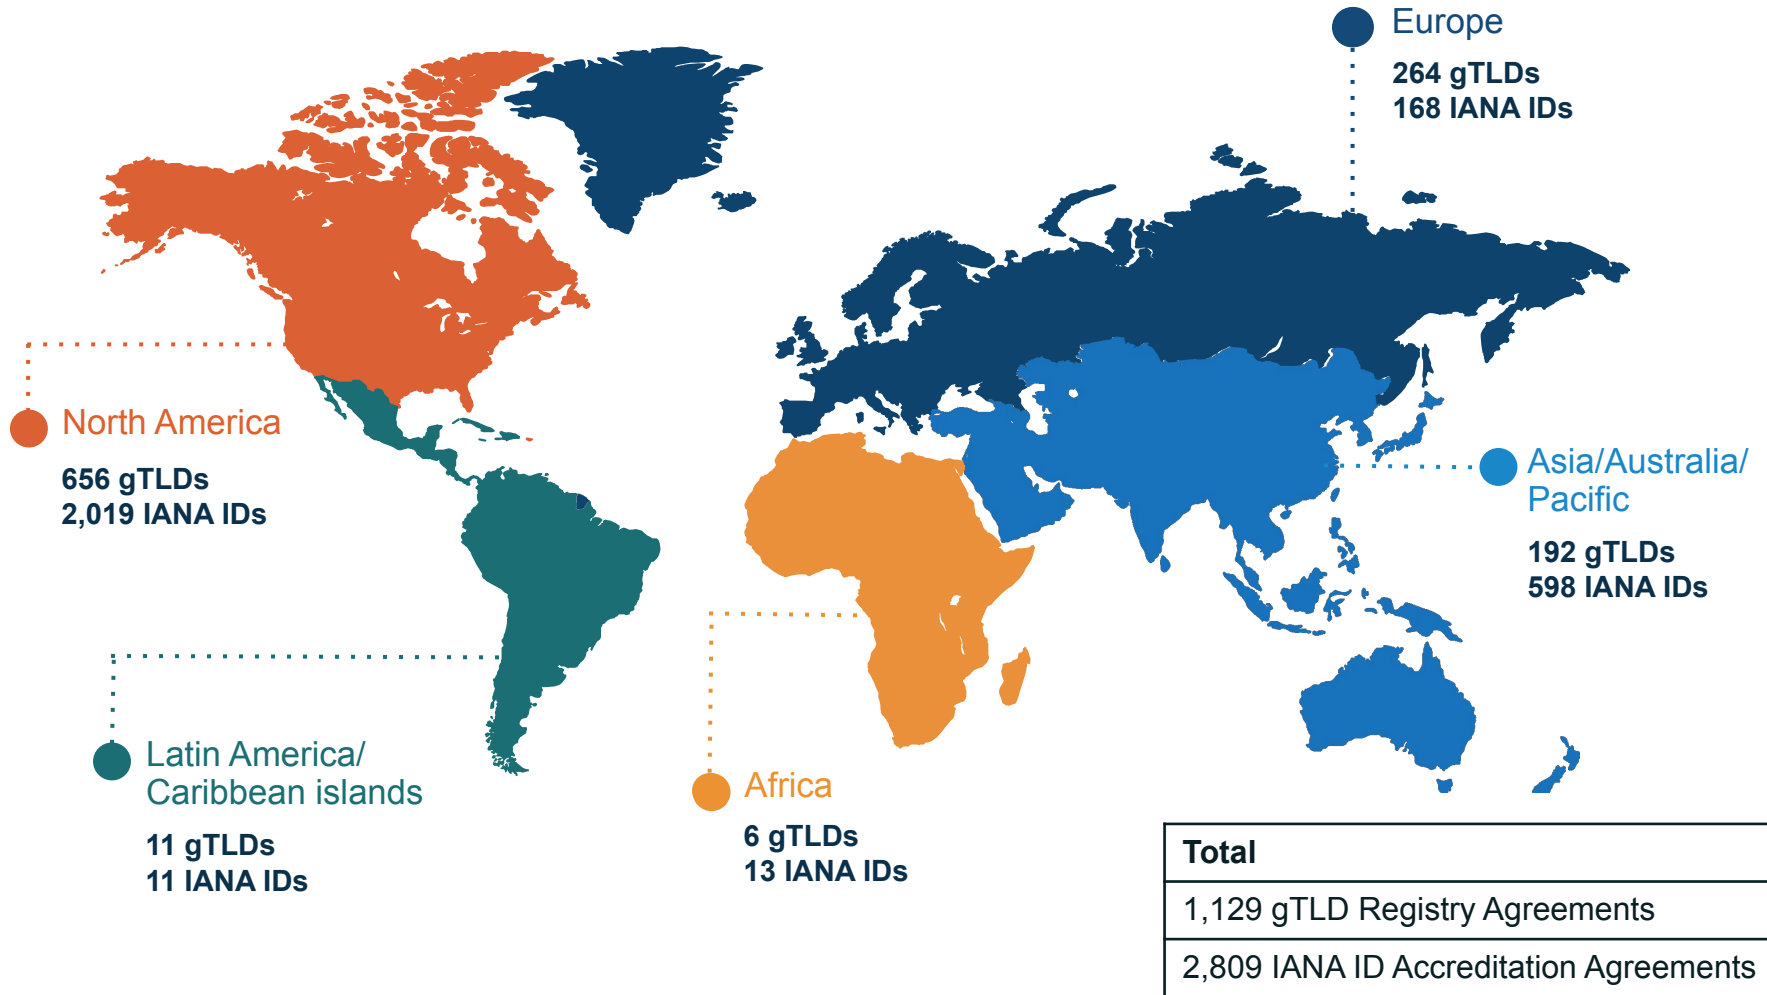 Europe
264 gTLDs
168 IANA IDs
North America
656 gTLDs
2,019 IANA IDs
Asia/Australia/
Pacific
192 gTLDs
598 IANA IDs
Latin America/
Caribbean islands
11 gTLDs
11 IANA IDs
Africa
6 gTLDs
13 IANA IDs
Total
1,129 gTLD Registry Agreements
2,809 IANA ID Accreditation Agreements